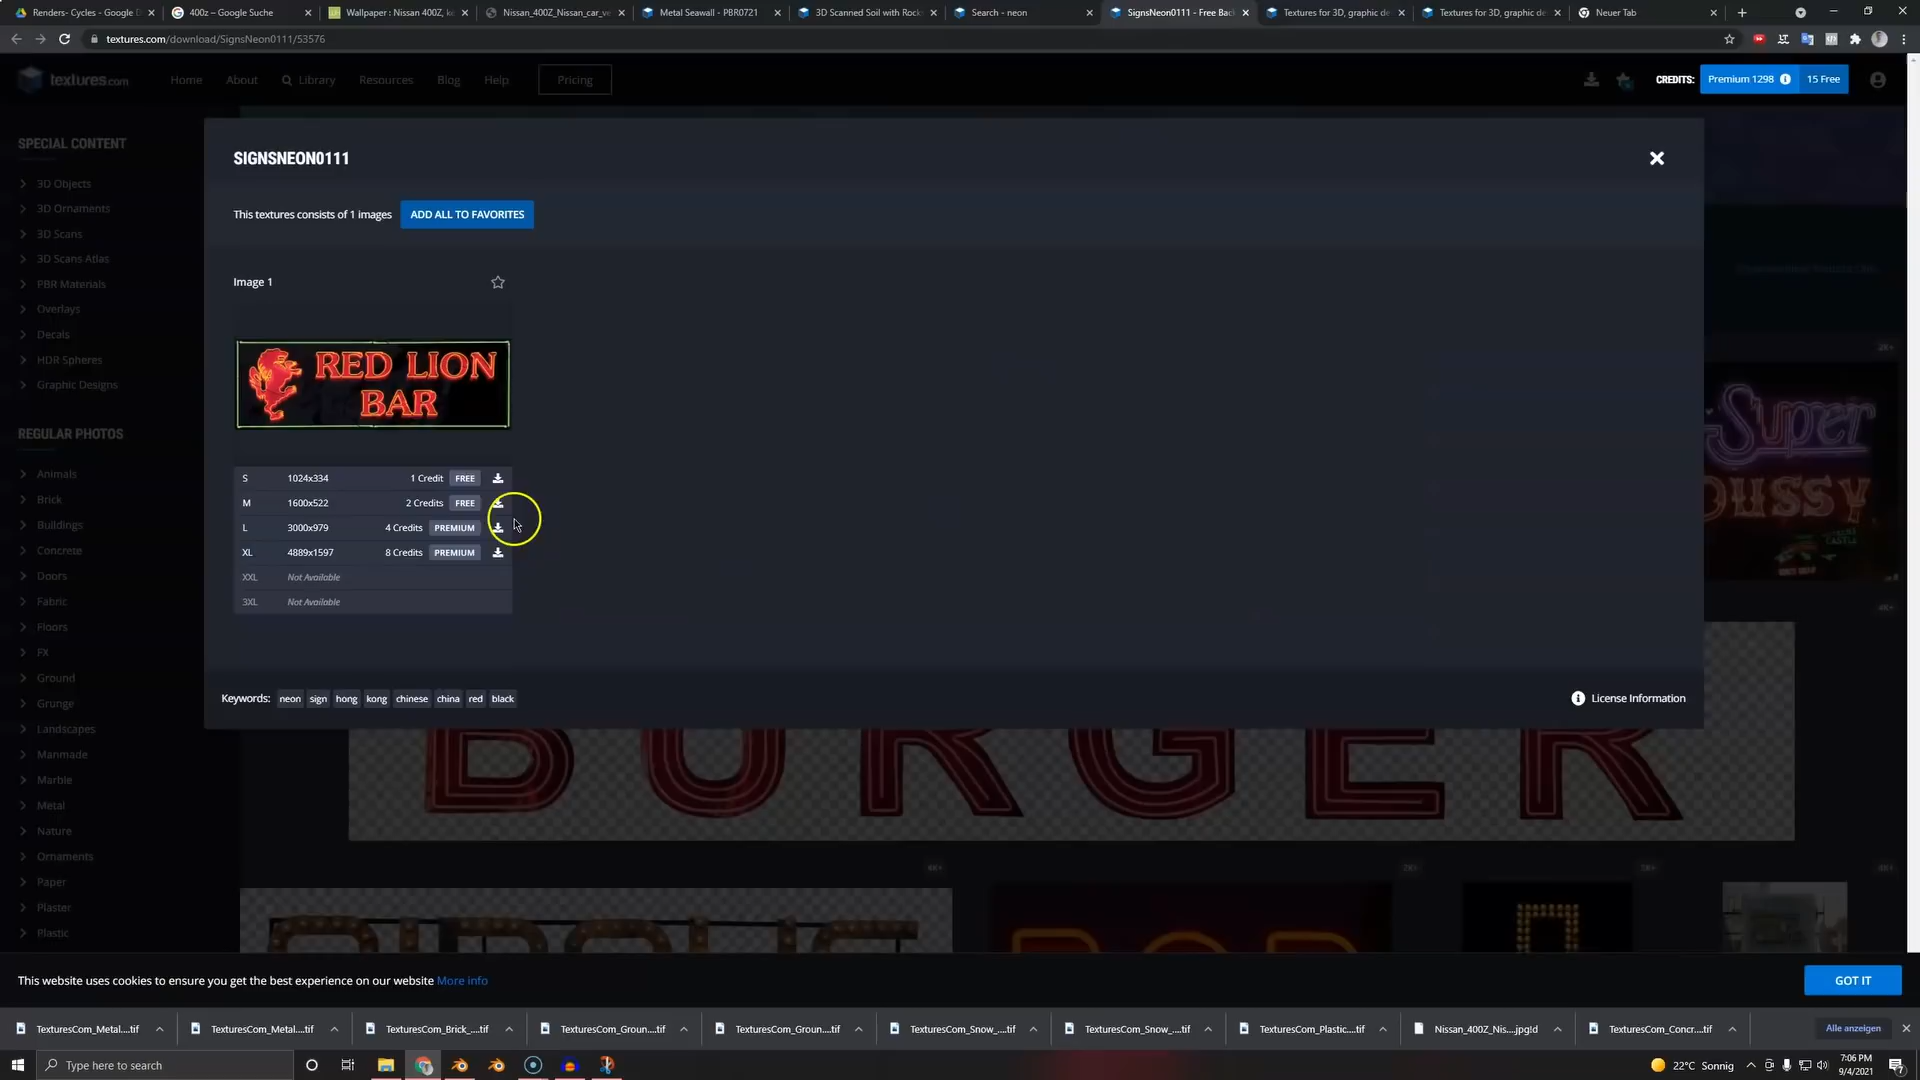 Renders- Cycles - Google D
400z – Google Suche
Wallpaper : Nissan 400Z, ke
Nissan_400Z_Nissan_car_ve
Metal Seawall - PBR0721
3D Scanned Soil with Rock
Search - neon
SignsNeon0111 - Free Back
Textures for 3D, graphic de
Textures for 3D, graphic de
Neuer Tab
textures.com/download/SignsNeon0111/53576
textures.com
Home
About
Library
Resources
Blog
Help
Pricing
CREDITS:
Premium 1298
15 Free
SPECIAL CONTENT
3D Objects
3D Ornaments
3D Scans
3D Scans Atlas
PBR Materials
Overlays
Decals
HDR Spheres
Graphic Designs
REGULAR PHOTOS
Animals
Brick
Buildings
Concrete
Doors
Fabric
Floors
FX
Ground
Grunge
Landscapes
Manmade
Marble
Metal
Nature
Ornaments
Paper
Plaster
Plastic
SIGNSNEON0111
This textures consists of 1 images
ADD ALL TO FAVORITES
Image 1
RED LION
BAR
S 1024x334 1 Credit FREE
M 1600x522 2 Credits FREE
L 3000x979 4 Credits PREMIUM
XL 4889x1597 8 Credits PREMIUM
XXL Not Available
3XL Not Available
Keywords: neon sign hong kong chinese china red black
License Information
Super
BURGER
This website uses cookies to ensure you get the best experience on our website More info
GOT IT
TexturesCom_Metal....tif
TexturesCom_Metal....tif
TexturesCom_Brick_....tif
TexturesCom_Groun....tif
TexturesCom_Groun....tif
TexturesCom_Snow_....tif
TexturesCom_Snow_....tif
TexturesCom_Plastic....tif
Nissan_400Z_Nis....jpg!d
TexturesCom_Concr....tif
Alle anzeigen
Type here to search
22°C Sonnig
7:06 PM
9/4/2021